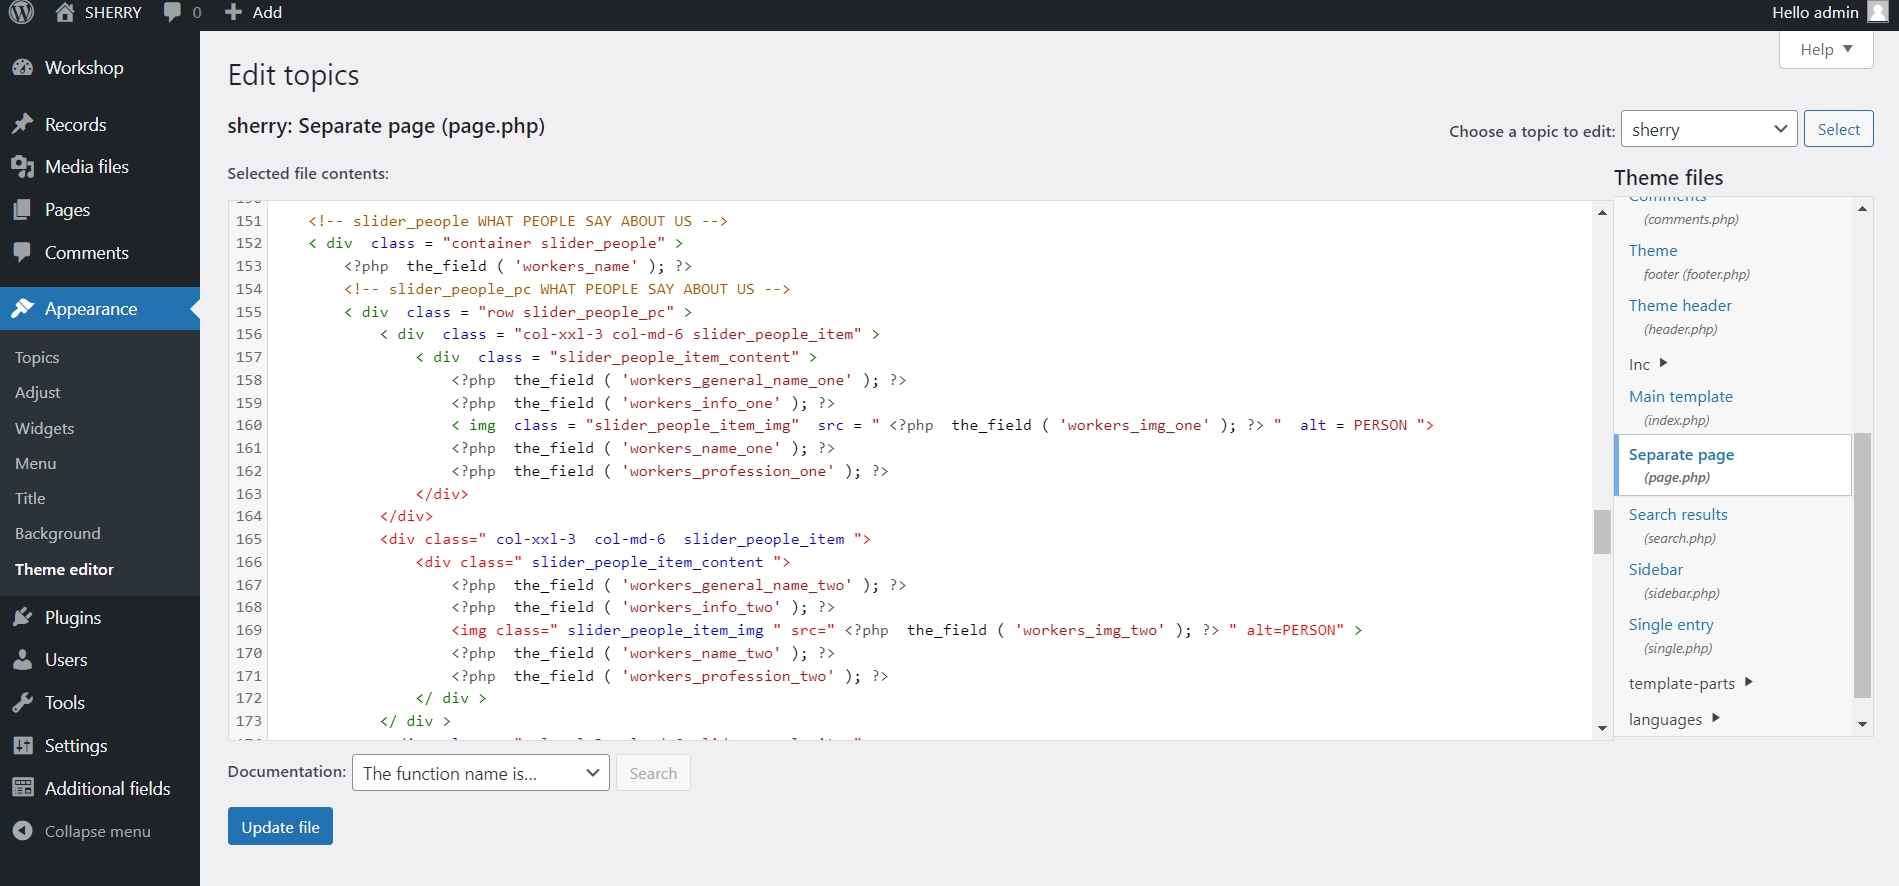 SHERRY 0 + Add Hello admin
Help ▼
Workshop
Records
Media files
Pages
Comments
Appearance
Topics
Adjust
Widgets
Menu
Title
Background
Theme editor
Plugins
Users
Tools
Settings
Additional fields
Collapse menu
Edit topics
sherry: Separate page (page.php)
Choose a topic to edit: sherry Select
Selected file contents:
151 <!-- slider_people WHAT PEOPLE SAY ABOUT US -->
152 < div class = "container slider_people" >
153 <?php the_field ( 'workers_name' ); ?>
154 <!-- slider_people_pc WHAT PEOPLE SAY ABOUT US -->
155 < div class = "row slider_people_pc" >
156 < div class = "col-xxl-3 col-md-6 slider_people_item" >
157 < div class = "slider_people_item_content" >
158 <?php the_field ( 'workers_general_name_one' ); ?>
159 <?php the_field ( 'workers_info_one' ); ?>
160 < img class = "slider_people_item_img" src = " <?php the_field ( 'workers_img_one' ); ?> " alt = PERSON ">
161 <?php the_field ( 'workers_name_one' ); ?>
162 <?php the_field ( 'workers_profession_one' ); ?>
163 </div>
164 </div>
165 <div class=" col-xxl-3 col-md-6 slider_people_item ">
166 <div class=" slider_people_item_content ">
167 <?php the_field ( 'workers_general_name_two' ); ?>
168 <?php the_field ( 'workers_info_two' ); ?>
169 <img class=" slider_people_item_img " src=" <?php the_field ( 'workers_img_two' ); ?> " alt=PERSON" >
170 <?php the_field ( 'workers_name_two' ); ?>
171 <?php the_field ( 'workers_profession_two' ); ?>
172 </ div >
173 </ div >
Theme files
Comments
(comments.php)
Theme
footer (footer.php)
Theme header
(header.php)
Inc ▶
Main template
(index.php)
Separate page
(page.php)
Search results
(search.php)
Sidebar
(sidebar.php)
Single entry
(single.php)
template-parts ▶
languages ▶
Documentation: The function name is... Search
Update file